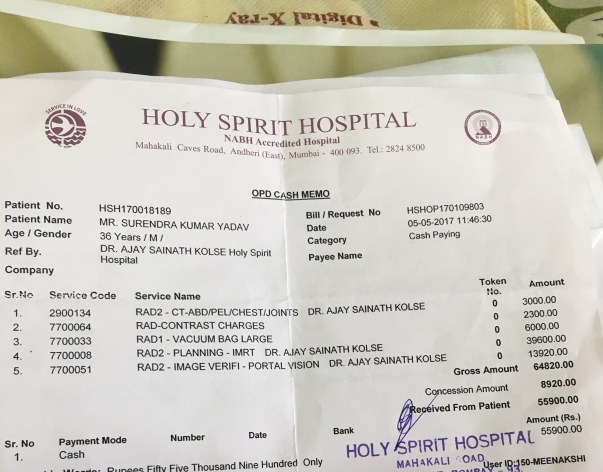 • Digital X-ray
SERVICE IN LOVE
HOLY SPIRIT HOSPITAL
NABH Accredited Hospital
Mahakali Caves Road, Andheri (East), Mumbai - 400 093. Tel.: 2824 8500
NABH
OPD CASH MEMO
Patient No. HSH170018189 Bill / Request No HSHOP170109803
Patient Name MR. SURENDRA KUMAR YADAV Date 05-05-2017 11:46:30
Age / Gender 36 Years / M / Category Cash Paying
Ref By. DR. AJAY SAINATH KOLSE Holy Spirit Hospital Payee Name
Company
Sr.No Service Code Service Name Token No. Amount
1. 2900134 RAD2 - CT-ABD/PEL/CHEST/JOINTS DR. AJAY SAINATH KOLSE 0 3000.00
2. 7700064 RAD-CONTRAST CHARGES 0 2300.00
3. 7700033 RAD1 - VACUUM BAG LARGE 0 6000.00
4. 7700008 RAD2 - PLANNING - IMRT DR. AJAY SAINATH KOLSE 0 39600.00
5. 7700051 RAD2 - IMAGE VERIFI - PORTAL VISION DR. AJAY SAINATH KOLSE 0 13920.00
Gross Amount 64820.00
Concession Amount 8920.00
Received From Patient 55900.00
Sr. No Payment Mode Number Date Bank Amount (Rs.)
1. Cash 55900.00
HOLY SPIRIT HOSPITAL
MAHAKALI ROAD,
Rupees Fifty Five Thousand Nine Hundred Only User ID:150-MEENAKSHI